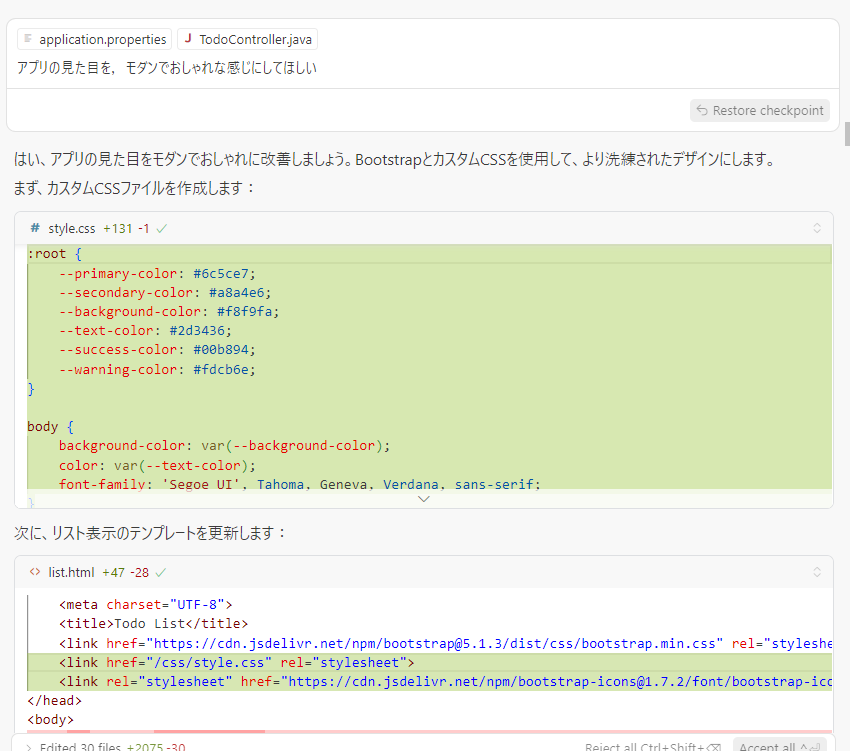 application.properties J TodoController.java
アプリの見た目を，モダンでおしゃれな感じにしてほしい
Restore checkpoint
はい、アプリの見た目をモダンでおしゃれに改善しましょう。BootstrapとカスタムCSSを使用して、より洗練されたデザインにします。
まず、カスタムCSSファイルを作成します：
# style.css +131 -1
:root {
--primary-color: #6c5ce7;
--secondary-color: #a8a4e6;
--background-color: #f8f9fa;
--text-color: #2d3436;
--success-color: #00b894;
--warning-color: #fdcb6e;
}
body {
background-color: var(--background-color);
color: var(--text-color);
font-family: 'Segoe UI', Tahoma, Geneva, Verdana, sans-serif;
}
次に、リスト表示のテンプレートを更新します：
<> list.html +47 -28
<meta charset="UTF-8">
<title>Todo List</title>
<link href="https://cdn.jsdelivr.net/npm/bootstrap@5.1.3/dist/css/bootstrap.min.css" rel="styleshe
<link href="/css/style.css" rel="stylesheet">
<link rel="stylesheet" href="https://cdn.jsdelivr.net/npm/bootstrap-icons@1.7.2/font/bootstrap-ico
</head>
<body>
> Edited 30 files +2075 -30 Reject all Ctrl+Shift+⌫ Accept all ^⏎